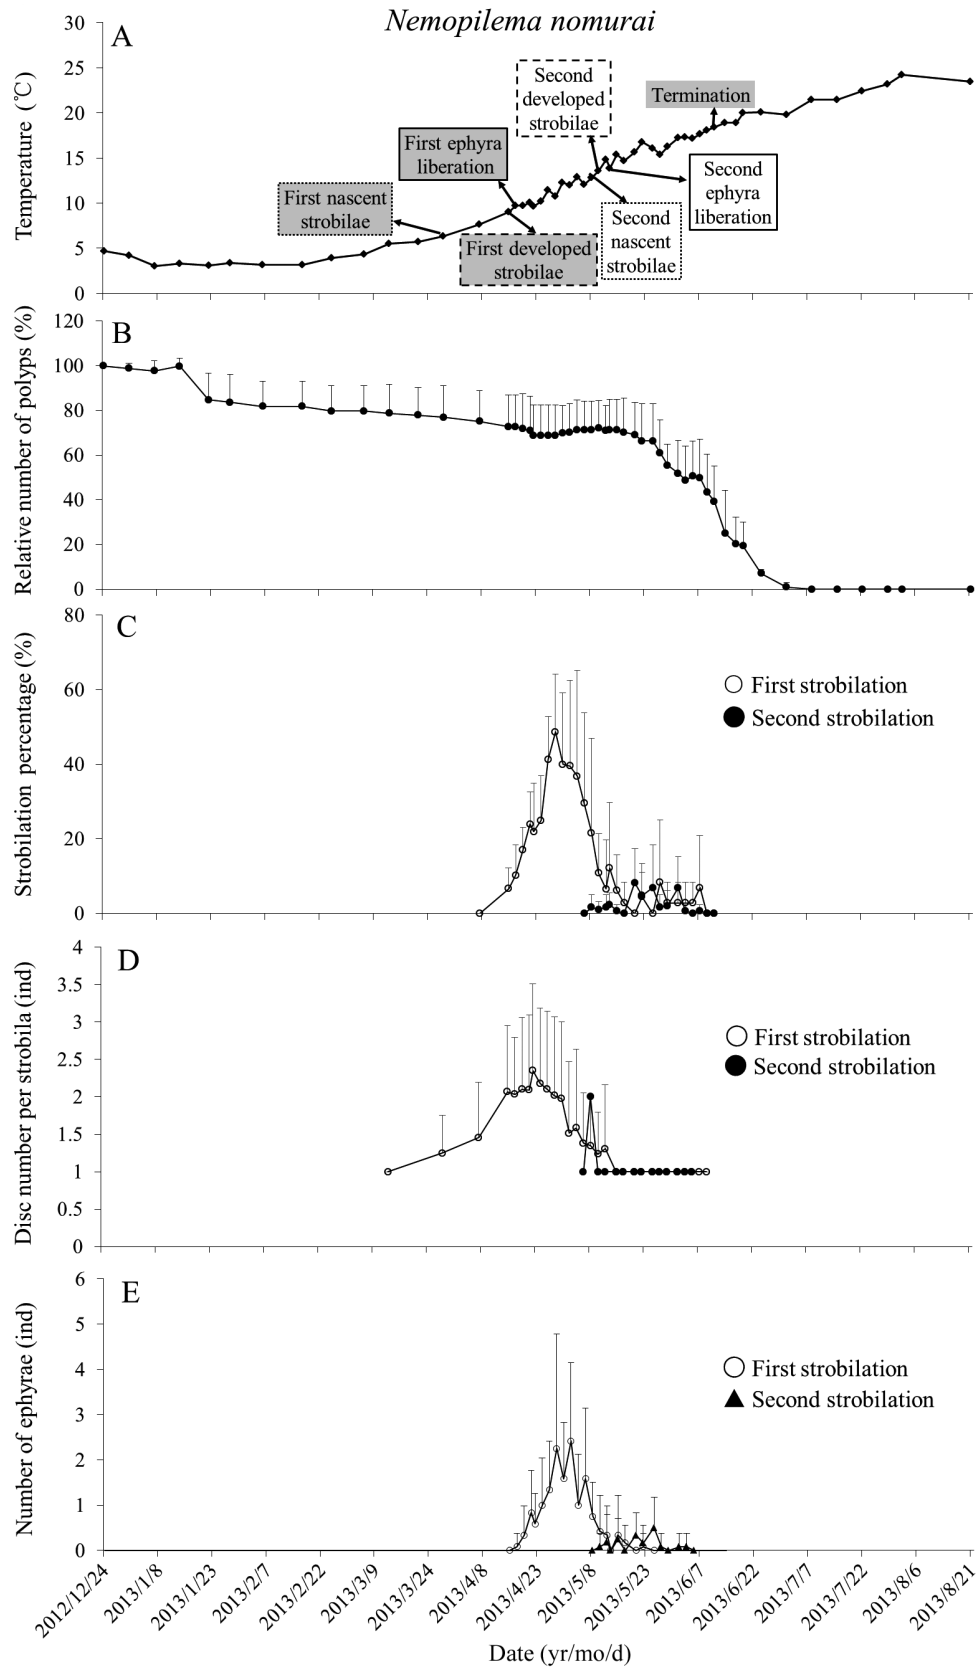 Nemopilema nomurai
A
Temperature (℃)
30
25
20
15
10
5
0
First nascent
strobilae
First ephyra
liberation
First developed
strobilae
Second
developed
strobilae
Second
nascent
strobilae
Termination
Second
ephyra
liberation
B
Relative number of polyps (%)
120
100
80
60
40
20
0
C
Strobilation percentage (%)
80
60
40
20
0
First strobilation
Second strobilation
D
Disc number per strobila (ind)
4
3.5
3
2.5
2
1.5
1
0.5
0
First strobilation
Second strobilation
E
Number of ephyrae (ind)
6
5
4
3
2
1
0
First strobilation
Second strobilation
2012/12/24
2013/1/8
2013/1/23
2013/2/7
2013/2/22
2013/3/9
2013/3/24
2013/4/8
2013/4/23
2013/5/8
2013/5/23
2013/6/7
2013/6/22
2013/7/7
2013/7/22
2013/8/6
2013/8/21
Date (yr/mo/d)